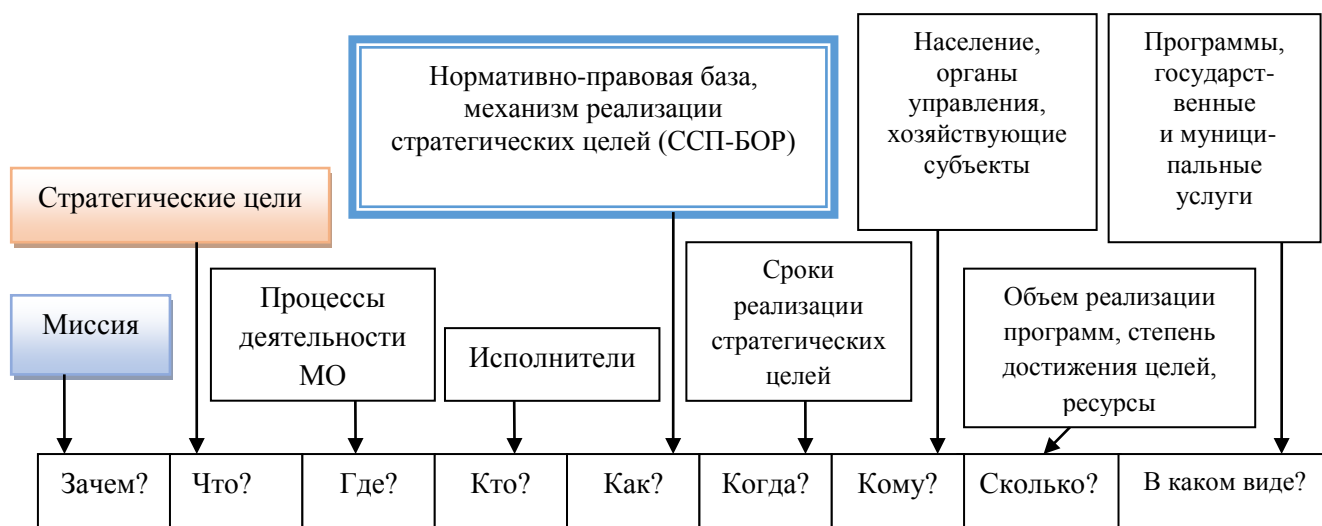 Нормативно-правовая база,
механизм реализации
стратегических целей (ССП-БОР)
Население,
органы
управления,
хозяйствующие
субъекты
Программы,
государст-
венные
и муници-
пальные
услуги
Стратегические цели
Миссия
Процессы
деятельности
МО
Исполнители
Сроки
реализации
стратегических
целей
Объем реализации
программ, степень
достижения целей,
ресурсы
Зачем? Что? Где? Кто? Как? Когда? Кому? Сколько? В каком виде?